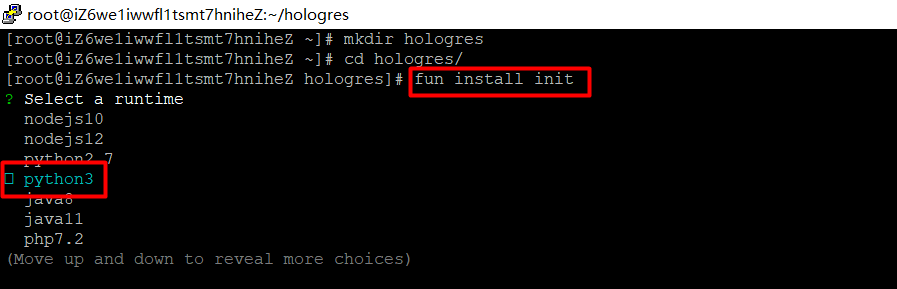 root@iZ6we1iwwfl1tsmt7hniheZ:~/hologres
[root@iZ6we1iwwfl1tsmt7hniheZ ~]# mkdir hologres
[root@iZ6we1iwwfl1tsmt7hniheZ ~]# cd hologres/
[root@iZ6we1iwwfl1tsmt7hniheZ hologres]# fun install init
? Select a runtime
nodejs10
nodejs12
python2.7
python3
java8
java11
php7.2
(Move up and down to reveal more choices)